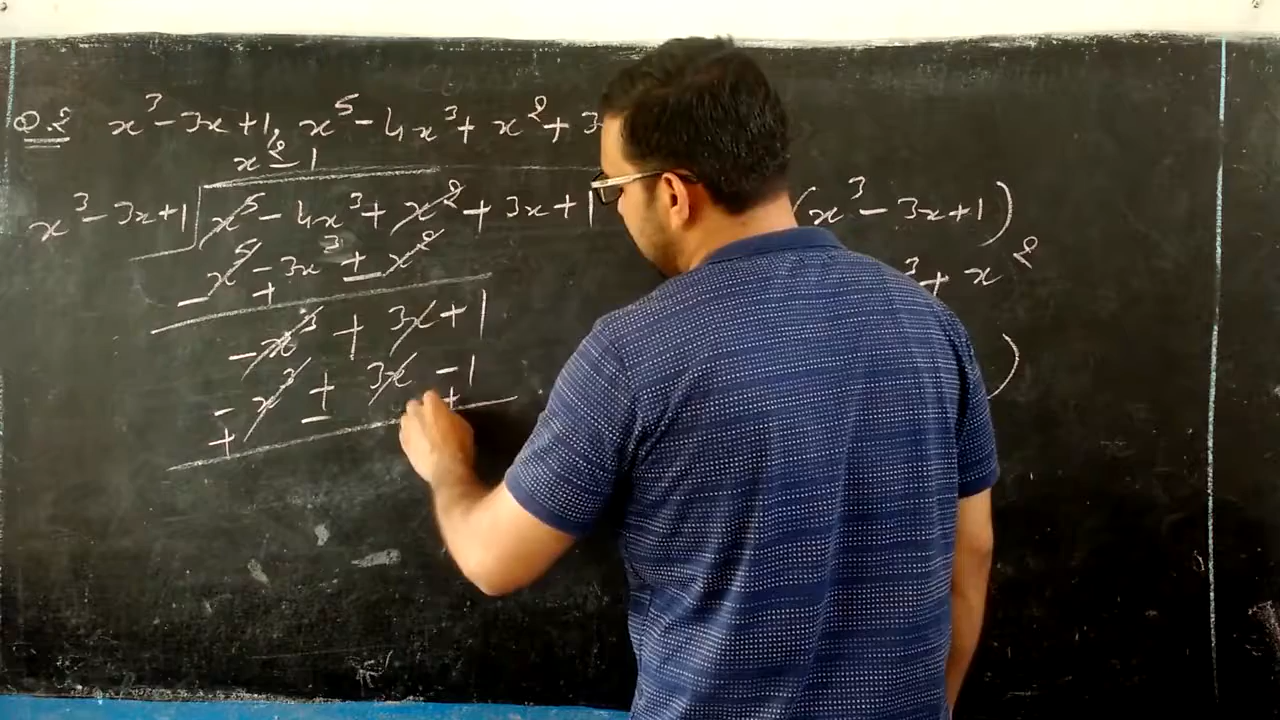 Q.2 x³ - 3x + 1, x⁵ - 4x³ + x² + 3
x² - 1
x³ - 3x + 1 x⁵ - 4x³ + x² + 3x + 1 (x³ - 3x + 1)
x⁵ - 3x³ + x² ³ + x²
- + -
- x³ + 3x + 1
- x³ + 3x - 1 )
+ - +